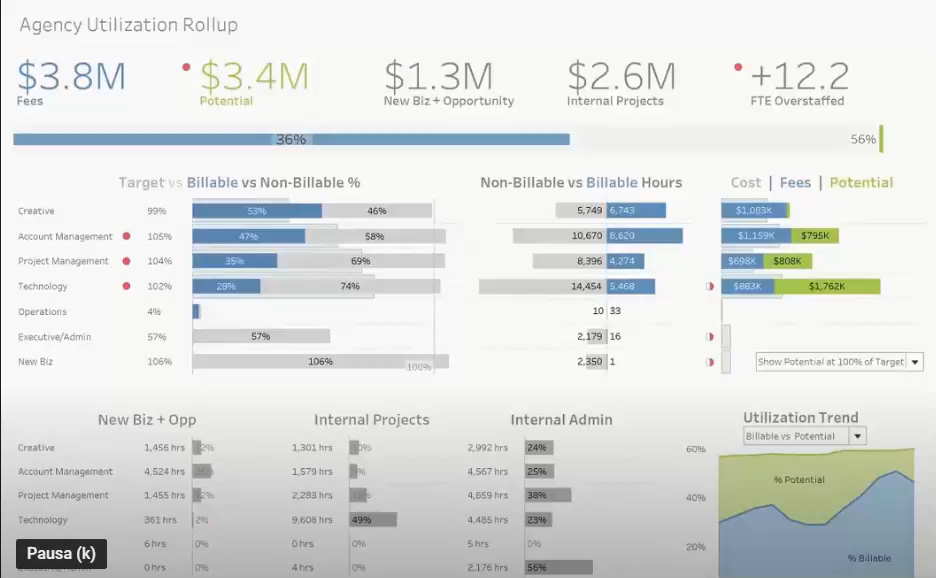 Agency Utilization Rollup
$3.8M $3.4M $1.3M $2.6M +12.2
Fees Potential New Biz + Opportunity Internal Projects FTE Overstaffed
36% 56%
Target vs Billable vs Non-Billable % Non-Billable vs Billable Hours Cost | Fees | Potential
Creative 99% 53% 46% 5,749 6,743 $1,083K
Account Management 105% 47% 58% 10,670 8,620 $1,159K $795K
Project Management 104% 35% 69% 8,396 4,274 $698K $808K
Technology 102% 28% 74% 14,454 5,468 $883K $1,762K
Operations 4% 10 33
Executive/Admin 57% 57% 2,179 16
New Biz 106% 106% 100% 2,350 1 Show Potential at 100% of Target
New Biz + Opp Internal Projects Internal Admin Utilization Trend
Billable vs Potential
Creative 1,456 hrs 1,301 hrs 2,992 hrs 24% 60%
Account Management 4,524 hrs 1,579 hrs 4,567 hrs 25% % Potential
Project Management 1,455 hrs 2,283 hrs 4,659 hrs 38% 40%
Technology 361 hrs 2% 9,608 hrs 49% 4,485 hrs 23%
6 hrs 0% 0 hrs 0% 5 hrs 0% 20%
Pausa (k) 0 hrs 0% 4 hrs 0% 2,176 hrs 56% % Billable